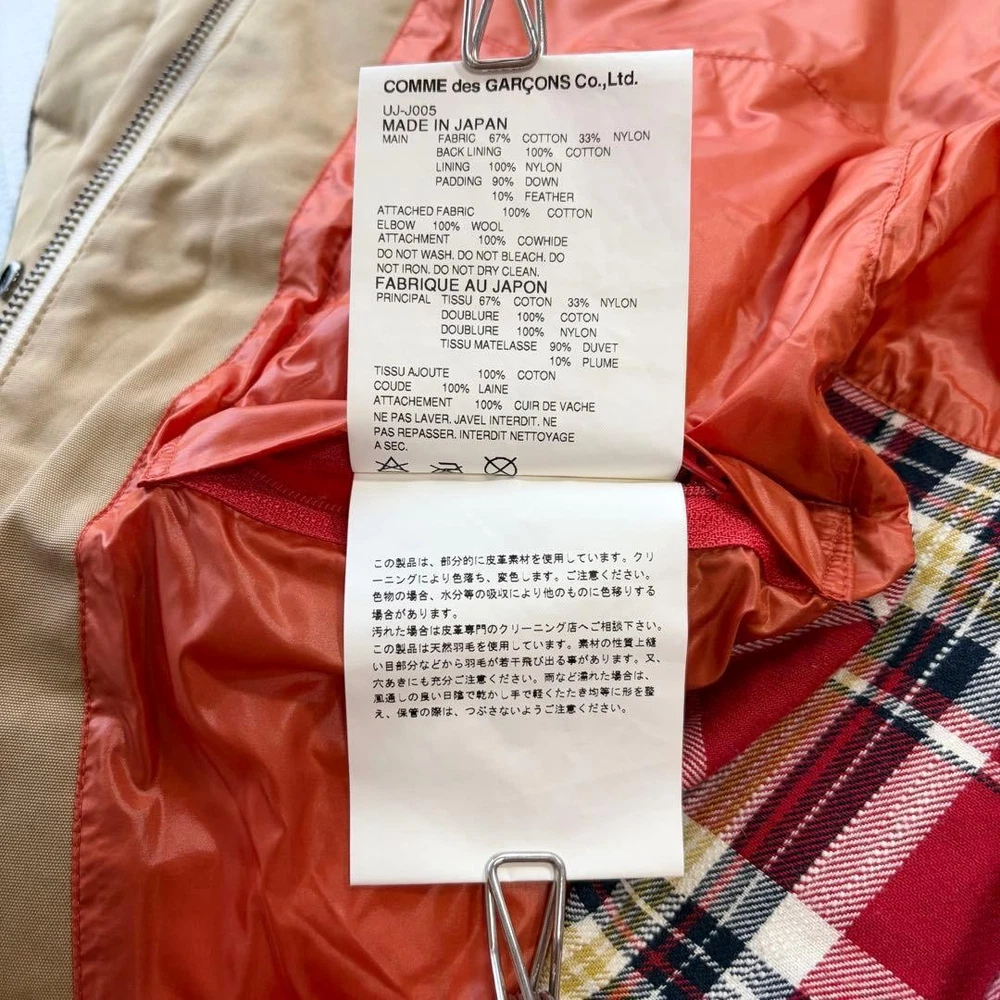 COMME des GARÇONS Co.,Ltd.
UJ-J005
MADE IN JAPAN
MAIN FABRIC 67% COTTON 33% NYLON
BACK LINING 100% COTTON
LINING 100% NYLON
PADDING 90% DOWN
10% FEATHER
ATTACHED FABRIC 100% COTTON
ELBOW 100% WOOL
ATTACHMENT 100% COWHIDE
DO NOT WASH. DO NOT BLEACH. DO
NOT IRON. DO NOT DRY CLEAN.
FABRIQUE AU JAPON
PRINCIPAL TISSU 67% COTON 33% NYLON
DOUBLURE 100% COTON
DOUBLURE 100% NYLON
TISSU MATELASSE 90% DUVET
10% PLUME
TISSU AJOUTE 100% COTON
COUDE 100% LAINE
ATTACHEMENT 100% CUIR DE VACHE
NE PAS LAVER. JAVEL INTERDIT. NE
PAS REPASSER. INTERDIT NETTOYAGE
A SEC.
この製品は、部分的に皮革素材を使用しています。クリ
ーニングにより色落ち、変色します。ご注意ください。
色物の場合、水分等の吸収により他のものに色移りする
場合があります。
汚れた場合は皮革専門のクリーニング店へご相談下さい。
この製品は天然羽毛を使用しています。素材の性質上縫
い目部分などから羽毛が若干飛び出る事があります。又、
穴あきにも充分ご注意ください。雨など濡れた場合は、
風通しの良い日陰で乾かし手で軽くたたき均等に形を整
え、保管の際は、つぶさないようご注意ください。